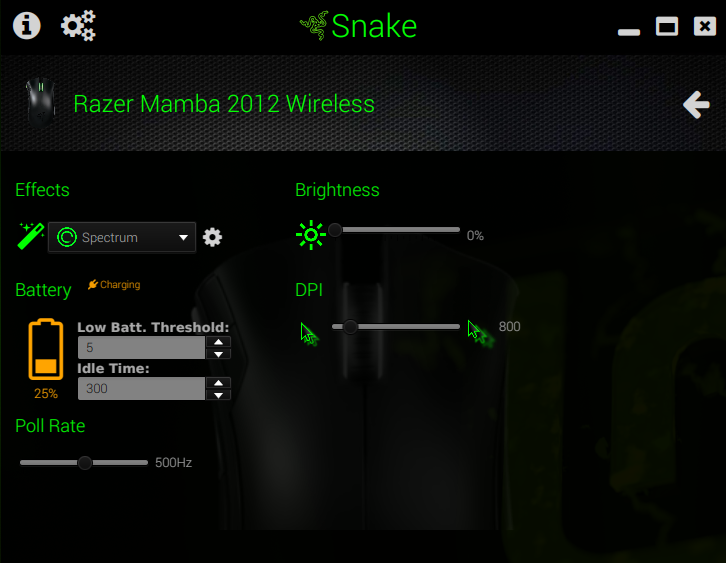 Snake
Razer Mamba 2012 Wireless
Effects
Spectrum
Brightness
0%
Battery
Charging
25%
Low Batt. Threshold:
5
Idle Time:
300
DPI
800
Poll Rate
500Hz